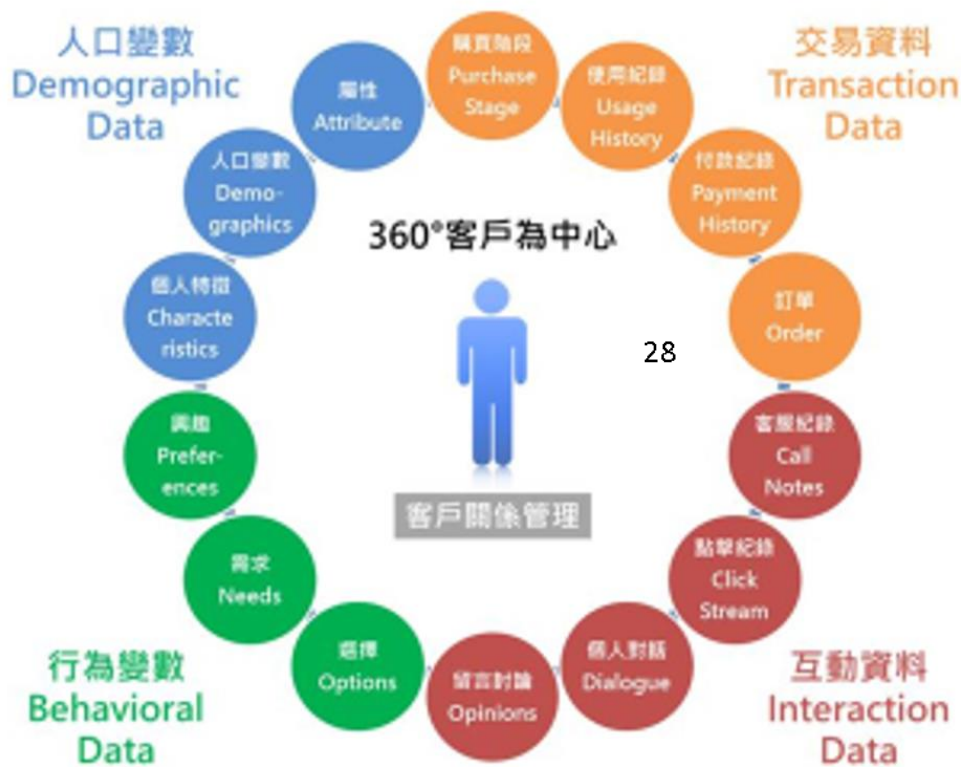 人口變數
Demographic
Data
交易資料
Transaction
Data
購買階段
Purchase
Stage
使用紀錄
Usage
History
付款紀錄
Payment
History
訂單
Order
客服紀錄
Call
Notes
點擊紀錄
Click
Stream
個人對話
Dialogue
留言討論
Opinions
選擇
Options
需求
Needs
興趣
Prefer-
ences
個人特徵
Characte
ristics
人口變數
Demo-
graphics
屬性
Attribute
360°客戶為中心
28
客戶關係管理
行為變數
Behavioral
Data
互動資料
Interaction
Data